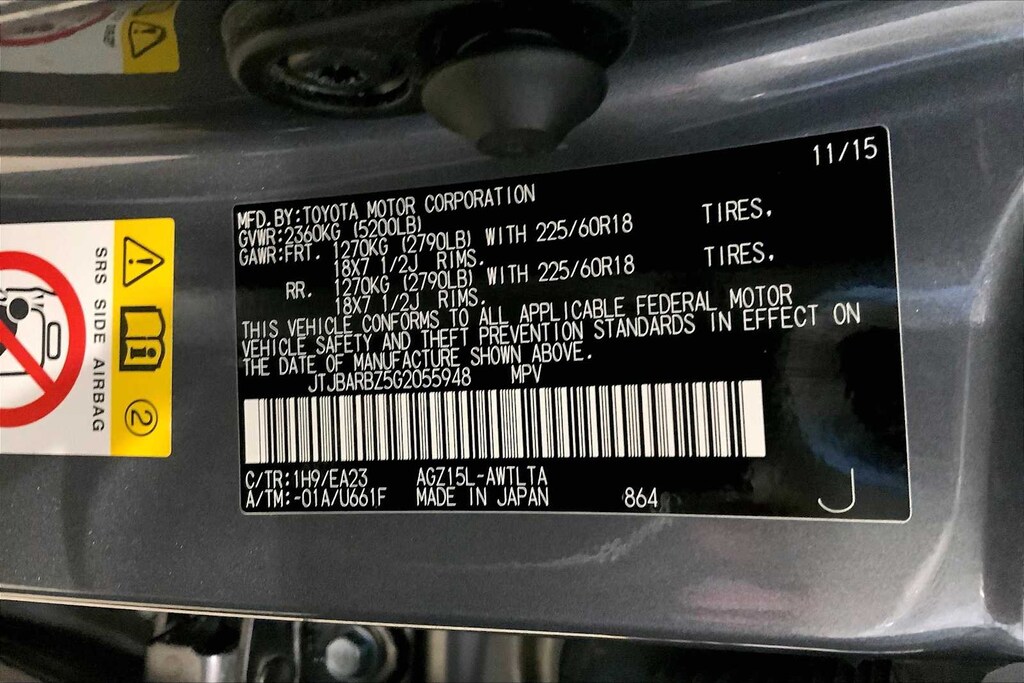 11/15
MFD.BY:TOYOTA MOTOR CORPORATION
GVWR:2360KG (5200LB)
GAWR:FRT. 1270KG (2790LB) WITH 225/60R18 TIRES.
18X7 1/2J RIMS.
RR. 1270KG (2790LB) WITH 225/60R18 TIRES.
18X7 1/2J RIMS.
THIS VEHICLE CONFORMS TO ALL APPLICABLE FEDERAL MOTOR
VEHICLE SAFETY AND THEFT PREVENTION STANDARDS IN EFFECT ON
THE DATE OF MANUFACTURE SHOWN ABOVE.
JTJBARBZ5G2055948 MPV
C/TR:1H9/EA23 AGZ15L-AWTLTA
A/TM:-01A/U661F MADE IN JAPAN 864 J
SRS SIDE AIRBAG
2